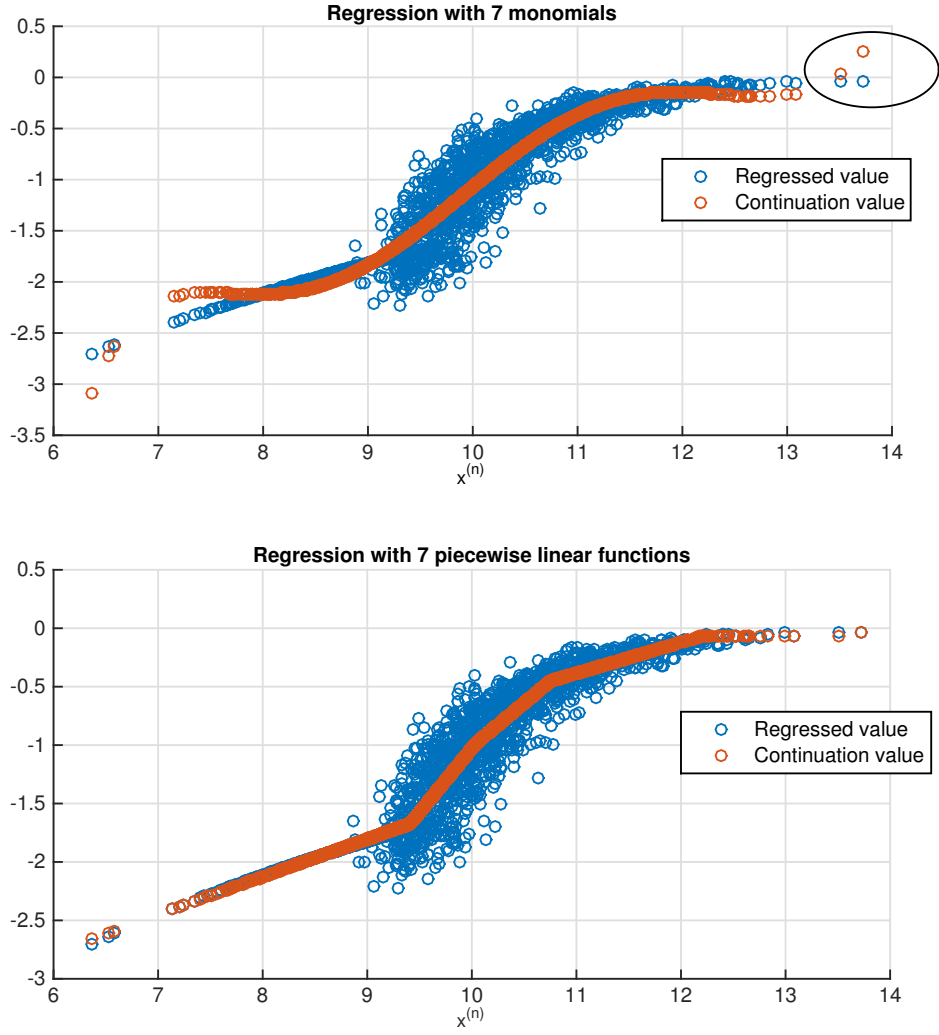 Regression with 7 monomials
0.5
0
-0.5
-1
-1.5
-2
-2.5
-3
-3.5
6 7 8 9 10 11 12 13 14
x(n)
Regressed value
Continuation value
Regression with 7 piecewise linear functions
0.5
0
-0.5
-1
-1.5
-2
-2.5
-3
6 7 8 9 10 11 12 13 14
x(n)
Regressed value
Continuation value